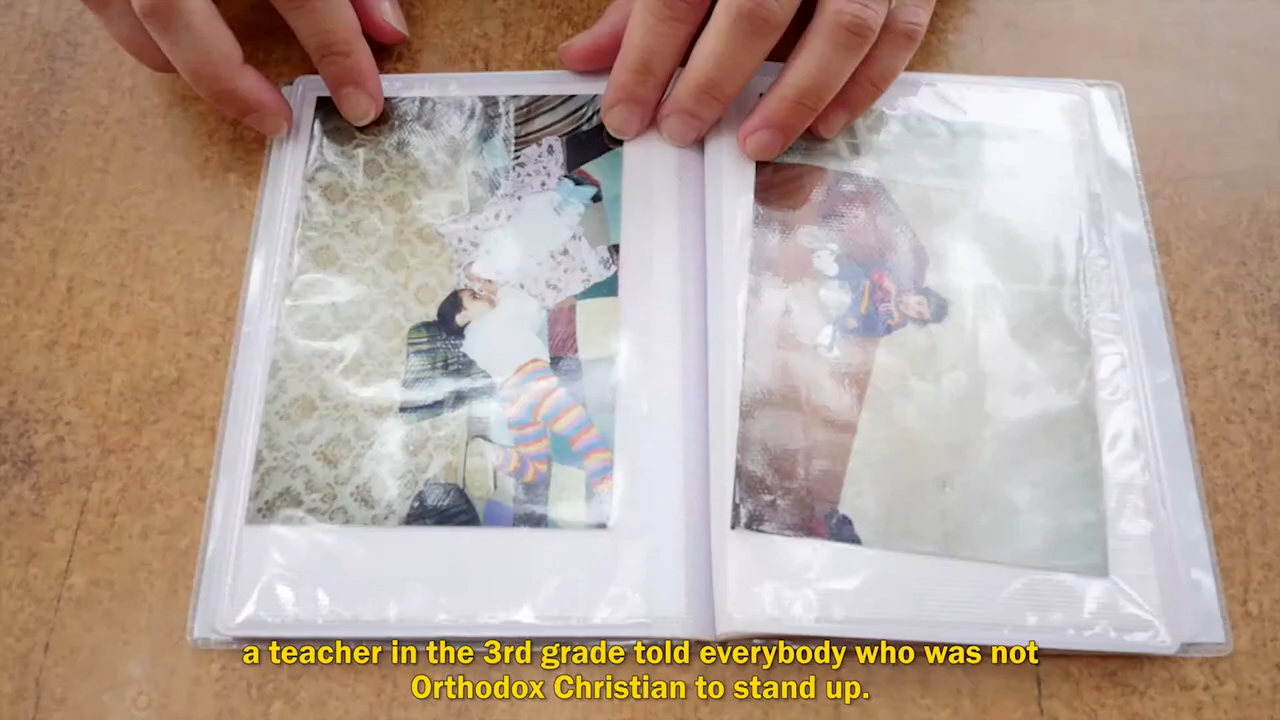 a teacher in the 3rd grade told everybody who was not
Orthodox Christian to stand up.